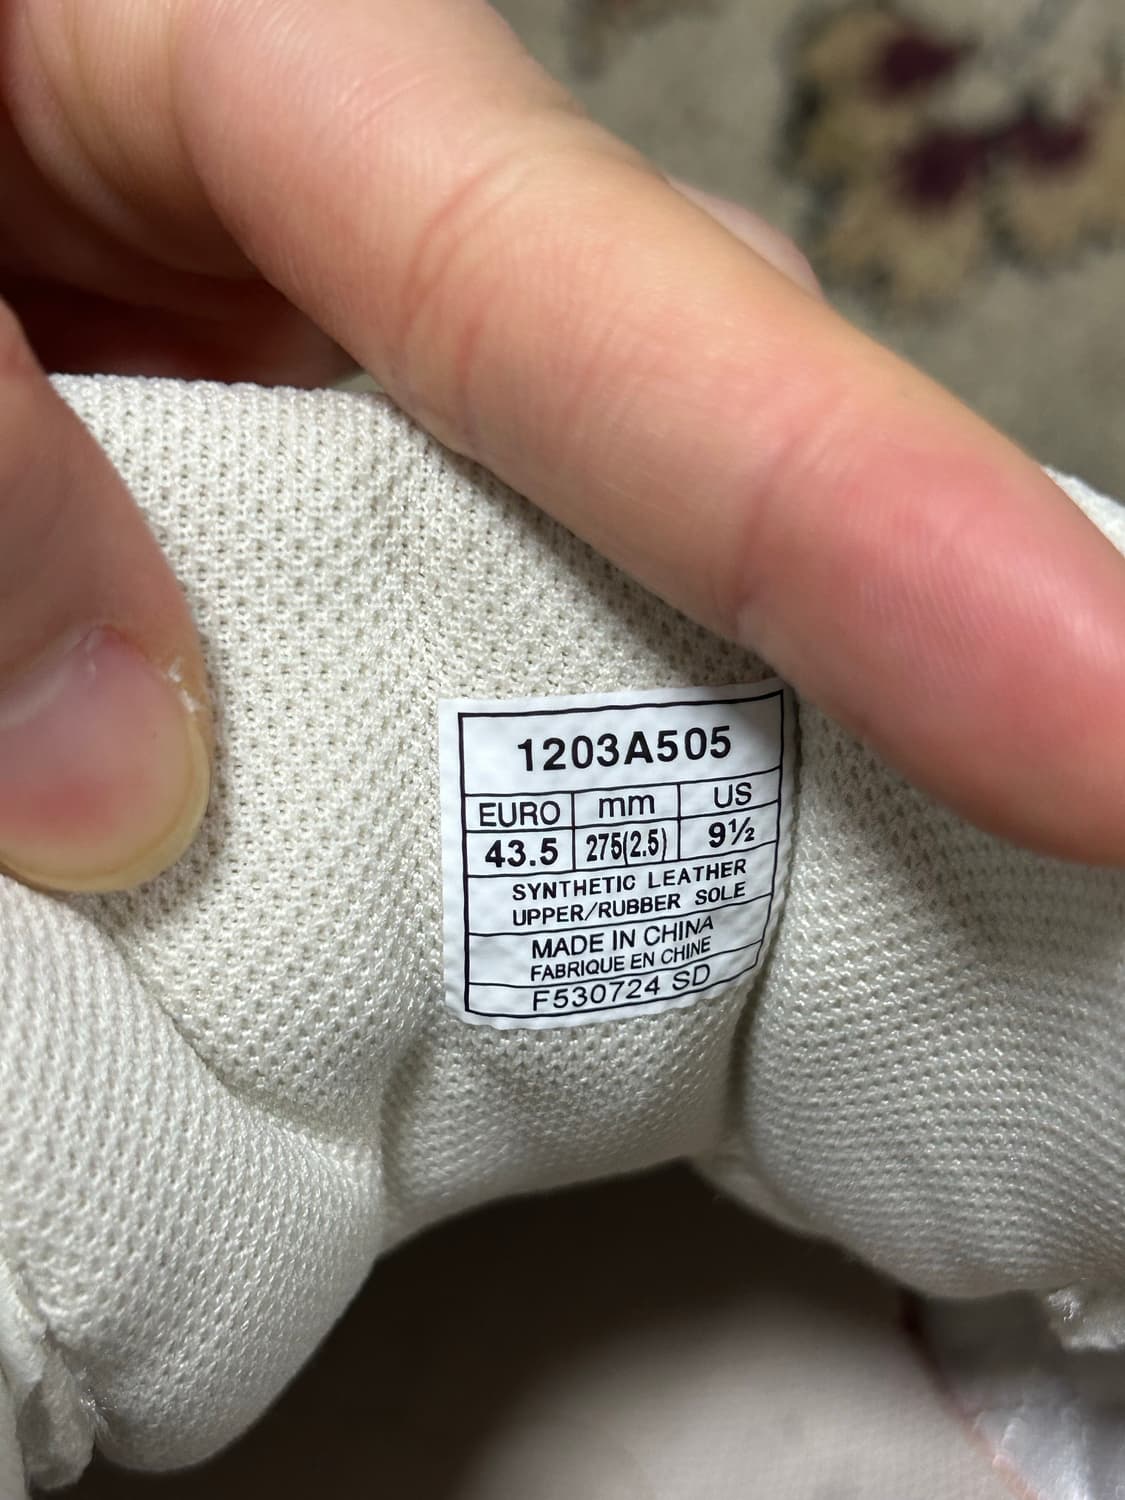 1203A505
EURO mm US
43.5 275(2.5) 9½
SYNTHETIC LEATHER
UPPER/RUBBER SOLE
MADE IN CHINA
FABRIQUE EN CHINE
F530724 SD